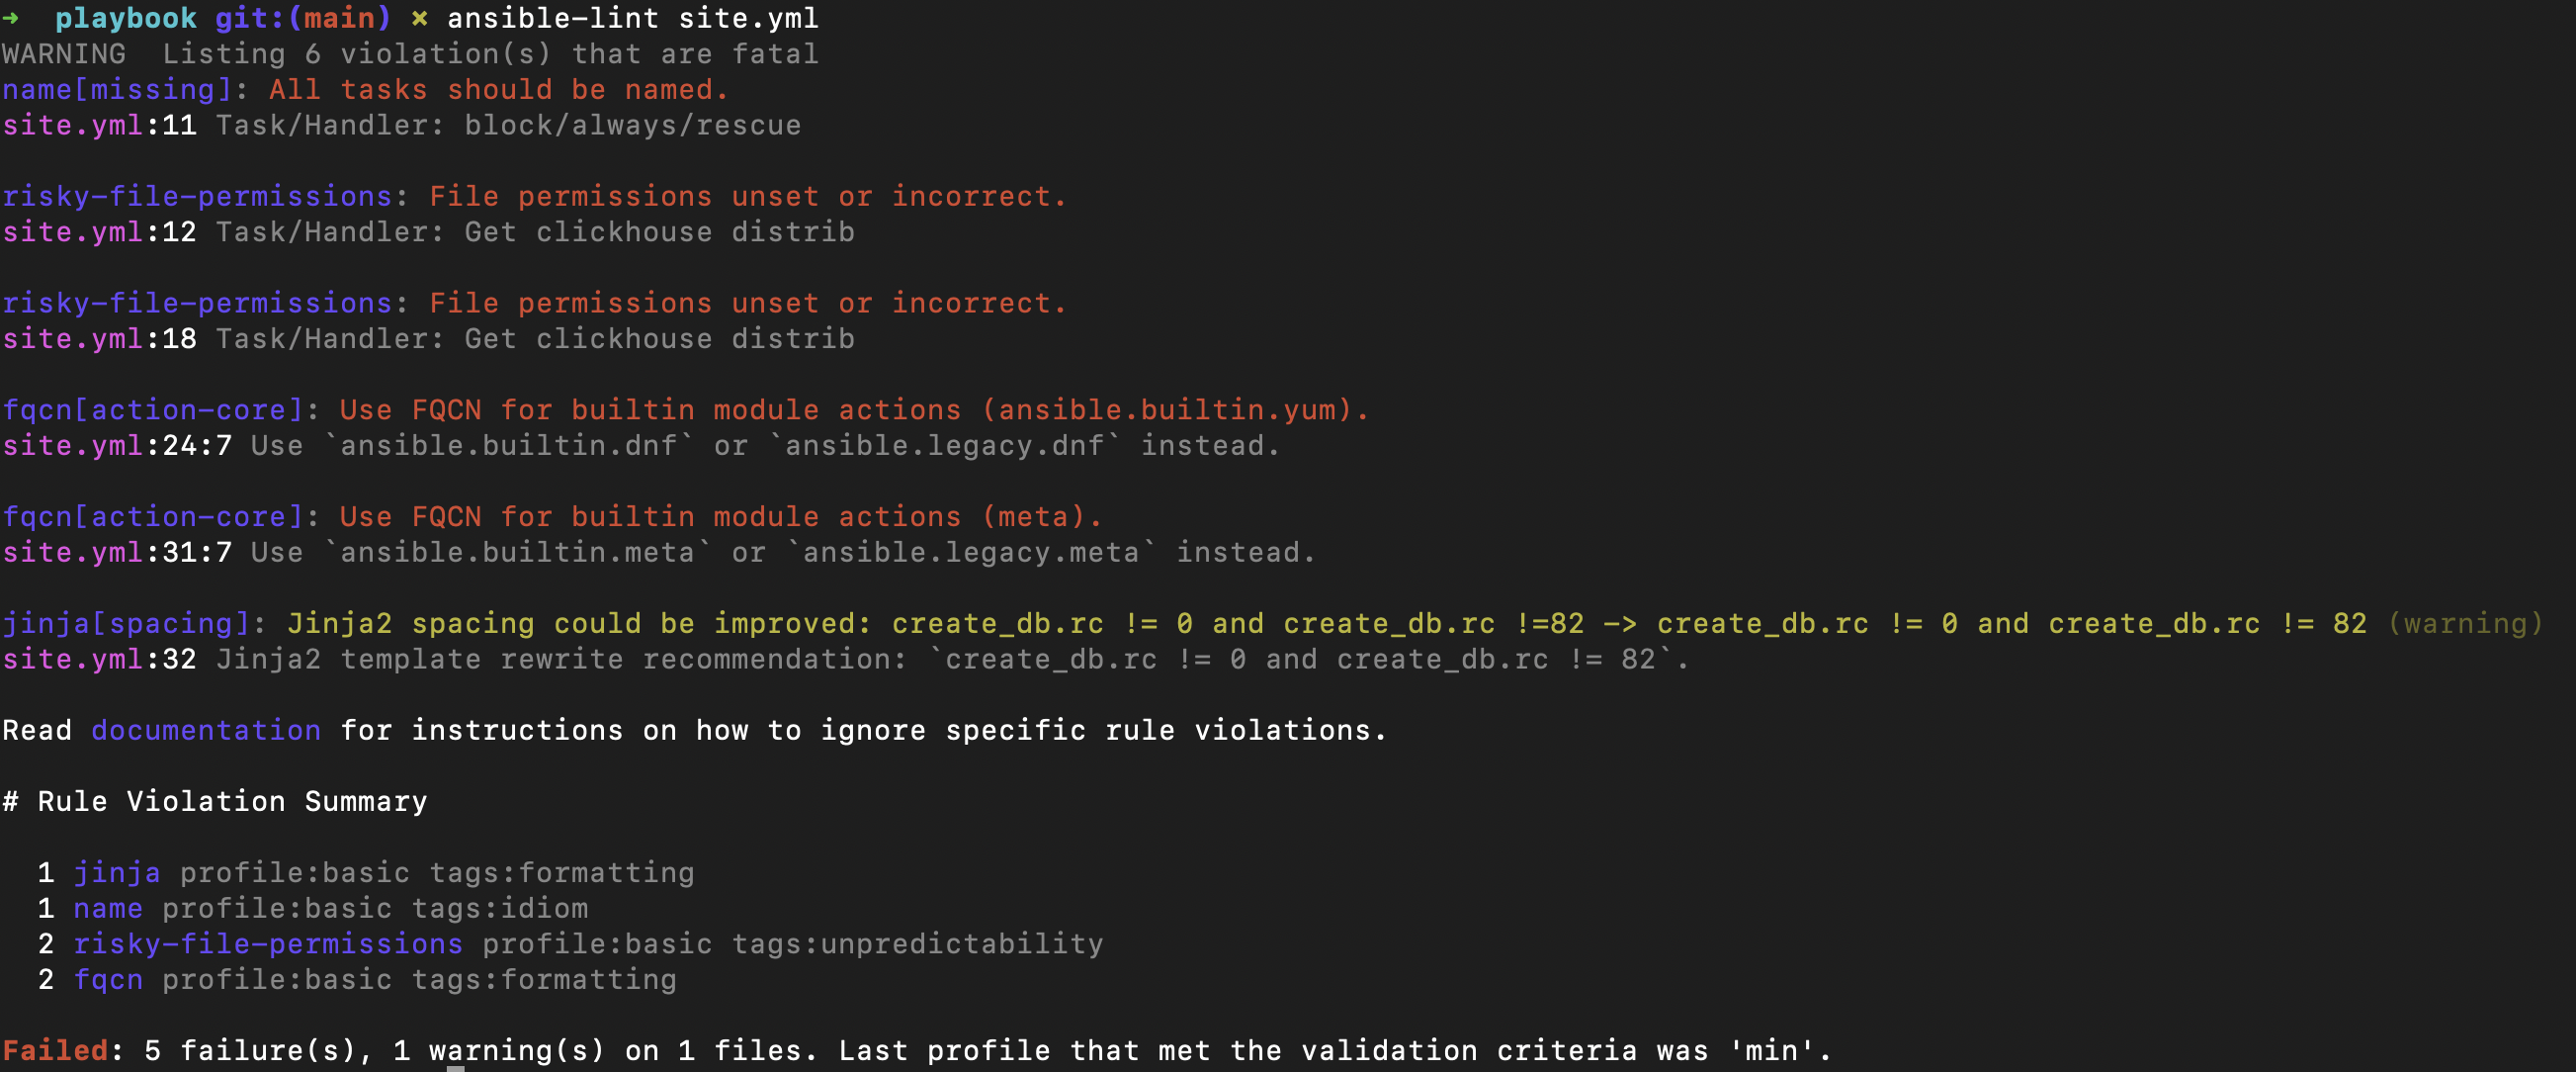 → playbook git:(main) × ansible-lint site.yml
WARNING  Listing 6 violation(s) that are fatal
name[missing]: All tasks should be named.
site.yml:11 Task/Handler: block/always/rescue
risky-file-permissions: File permissions unset or incorrect.
site.yml:12 Task/Handler: Get clickhouse distrib
risky-file-permissions: File permissions unset or incorrect.
site.yml:18 Task/Handler: Get clickhouse distrib
fqcn[action-core]: Use FQCN for builtin module actions (ansible.builtin.yum).
site.yml:24:7 Use `ansible.builtin.dnf` or `ansible.legacy.dnf` instead.
fqcn[action-core]: Use FQCN for builtin module actions (meta).
site.yml:31:7 Use `ansible.builtin.meta` or `ansible.legacy.meta` instead.
jinja[spacing]: Jinja2 spacing could be improved: create_db.rc != 0 and create_db.rc !=82 -> create_db.rc != 0 and create_db.rc != 82 (warning)
site.yml:32 Jinja2 template rewrite recommendation: `create_db.rc != 0 and create_db.rc != 82`.
Read documentation for instructions on how to ignore specific rule violations.
# Rule Violation Summary
1 jinja profile:basic tags:formatting
1 name profile:basic tags:idiom
2 risky-file-permissions profile:basic tags:unpredictability
2 fqcn profile:basic tags:formatting
Failed: 5 failure(s), 1 warning(s) on 1 files. Last profile that met the validation criteria was 'min'.